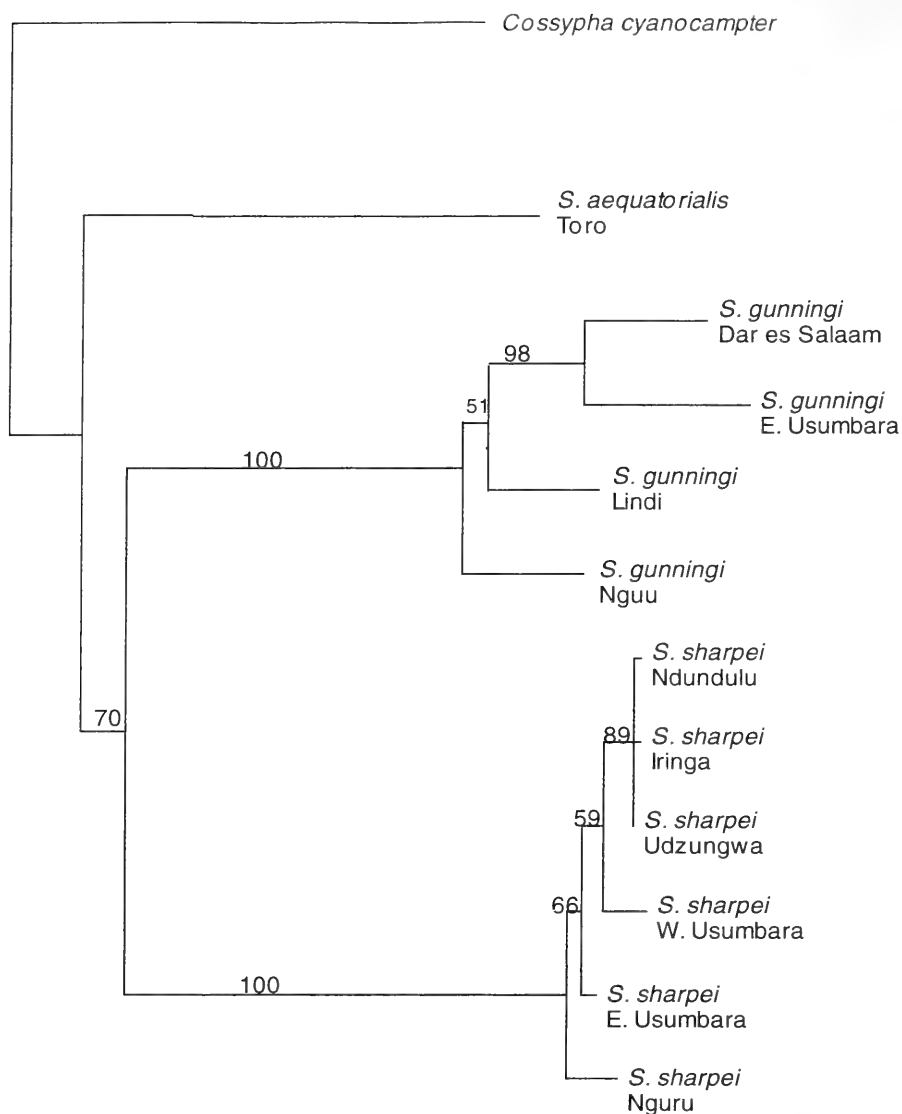 Cossypha cyanocampter
S. aequatorialis
Toro
S. gunningi
Dar es Salaam
98
S. gunningi
E. Usumbara
51
100
S. gunningi
Lindi
S. gunningi
Nguu
S. sharpei
Ndundulu
70
89
S. sharpei
Iringa
59
S. sharpei
Udzungwa
66
S. sharpei
W. Usumbara
100
S. sharpei
E. Usumbara
S. sharpei
Nguru